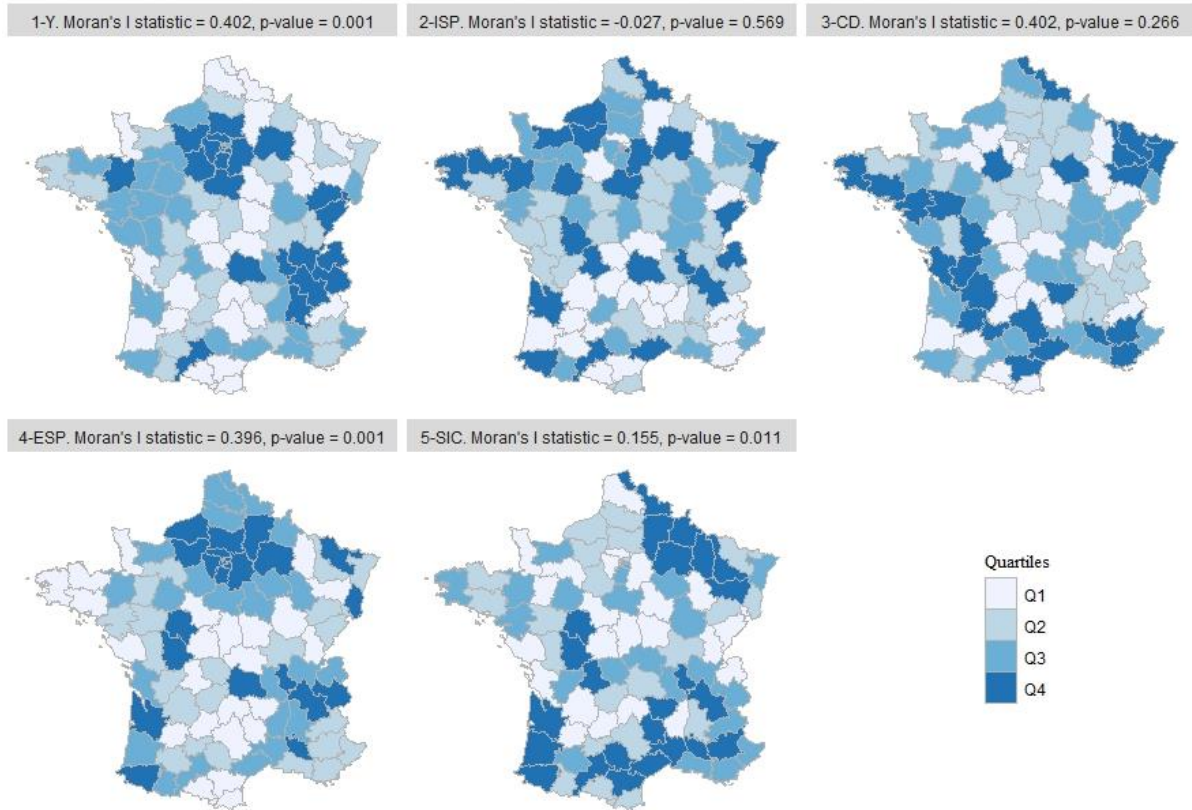 1-Y. Moran's I statistic = 0.402, p-value = 0.001
2-ISP. Moran's I statistic = -0.027, p-value = 0.569
3-CD. Moran's I statistic = 0.402, p-value = 0.266
4-ESP. Moran's I statistic = 0.396, p-value = 0.001
5-SIC. Moran's I statistic = 0.155, p-value = 0.011
Quartiles
Q1
Q2
Q3
Q4